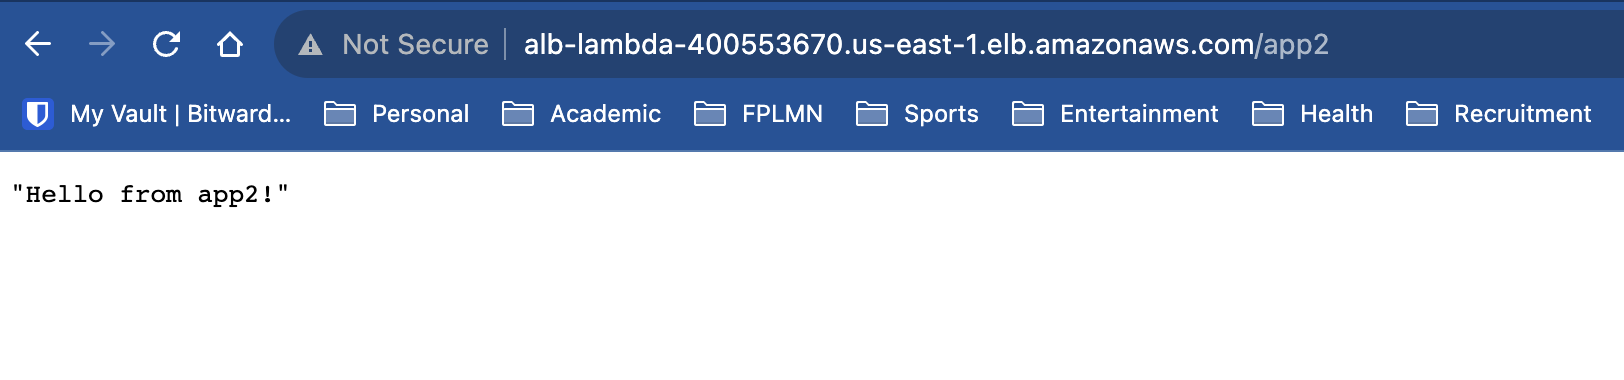 Not Secure alb-lambda-400553670.us-east-1.elb.amazonaws.com/app2
My Vault | Bitward... Personal Academic FPLMN Sports Entertainment Health Recruitment
"Hello from app2!"